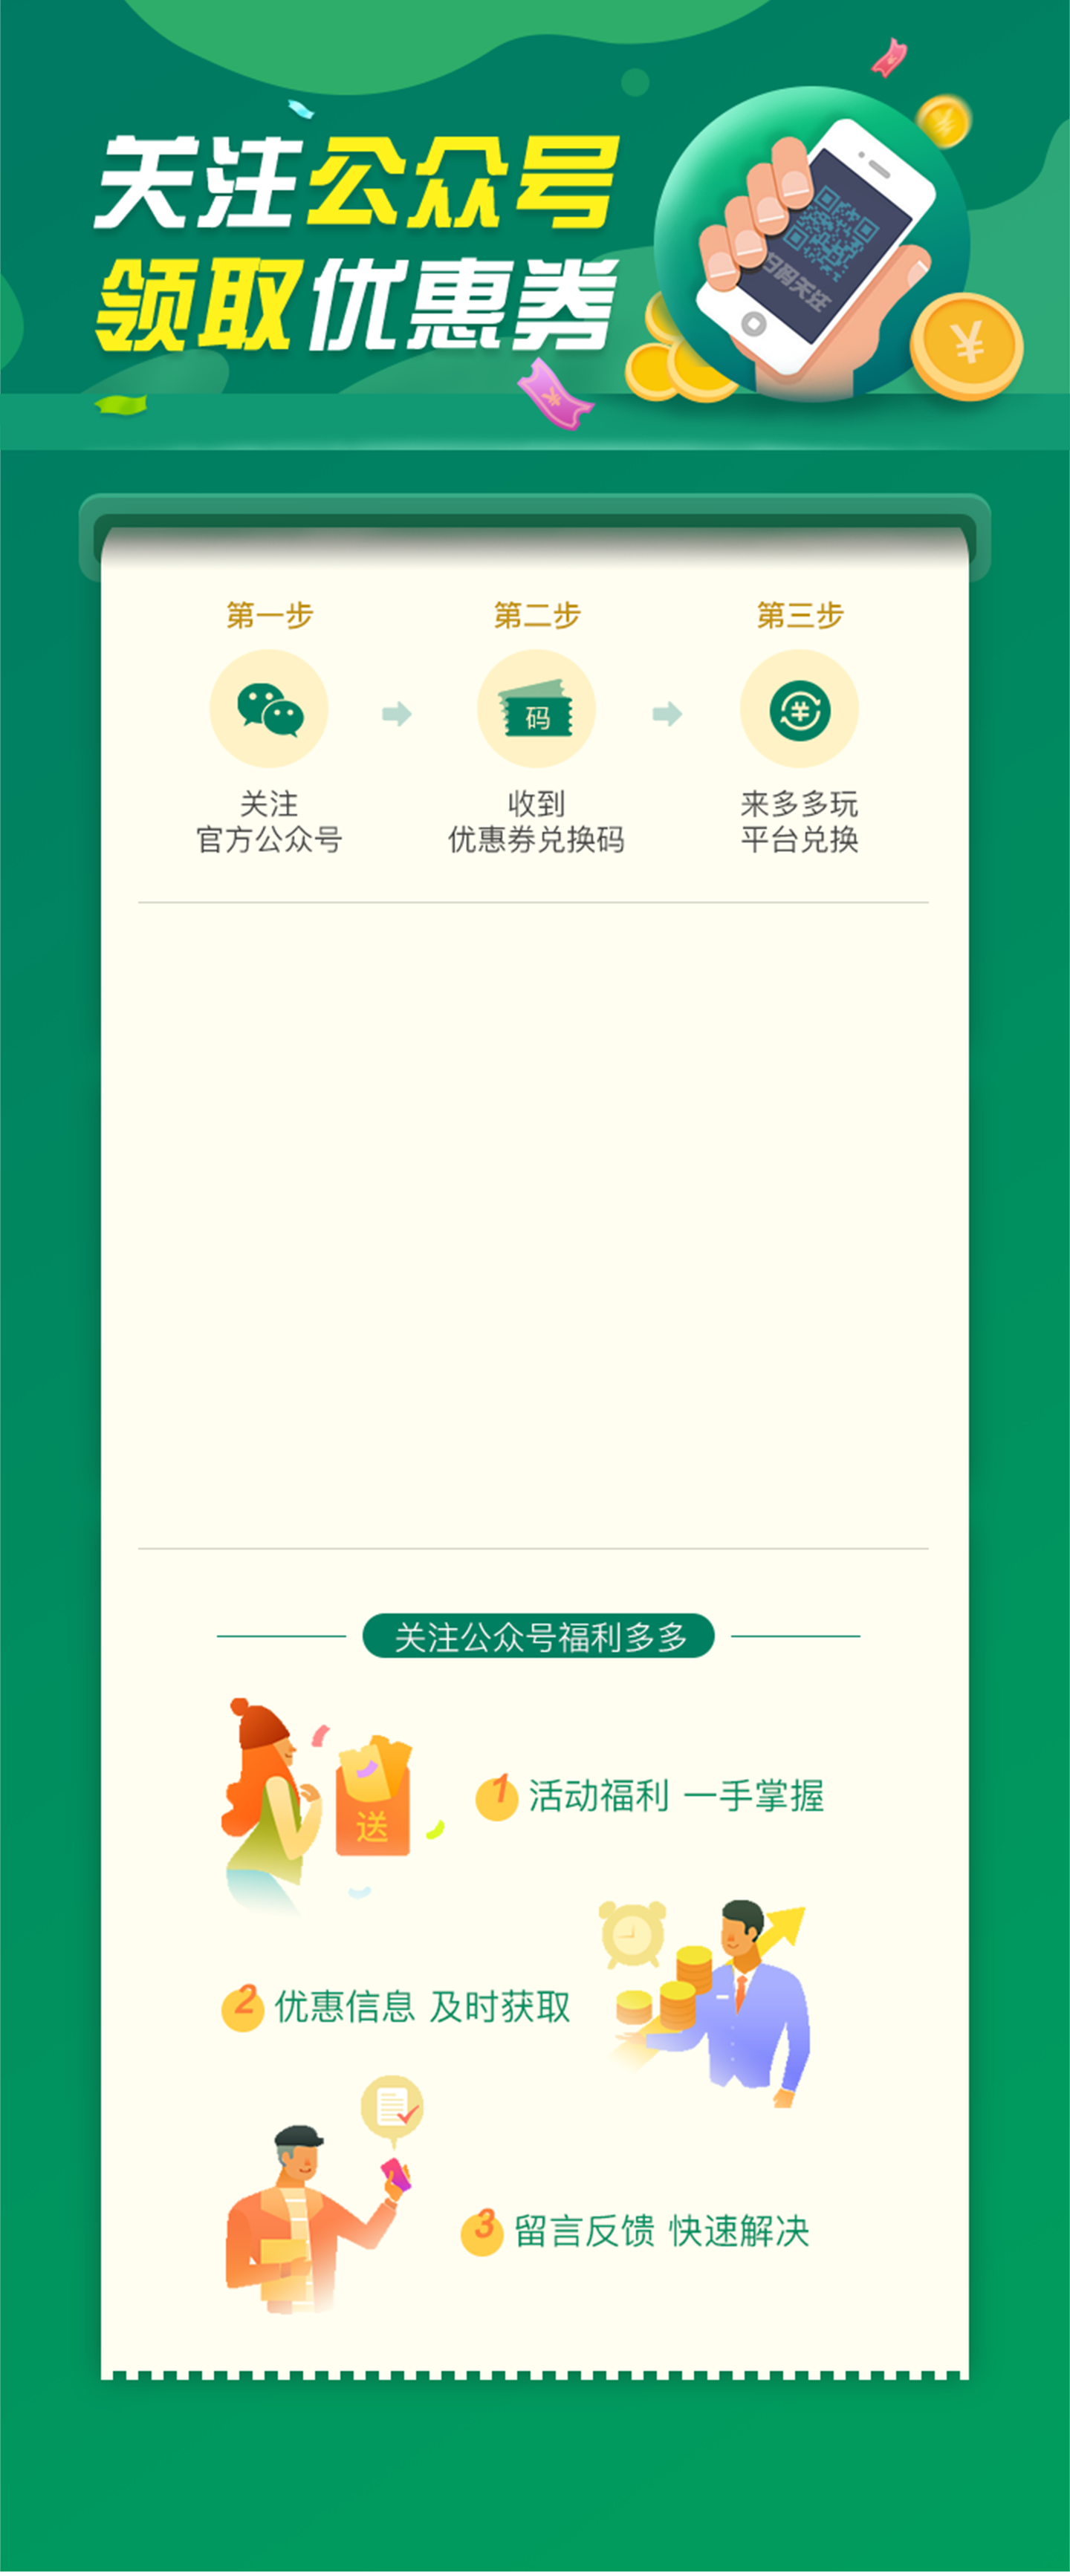 关注公众号
领取优惠券
扫码关注
¥
第一步
第二步
第三步
码
关注
官方公众号
收到
优惠券兑换码
来多多玩
平台兑换
关注公众号福利多多
送
1 活动福利 一手掌握
2 优惠信息 及时获取
3 留言反馈 快速解决